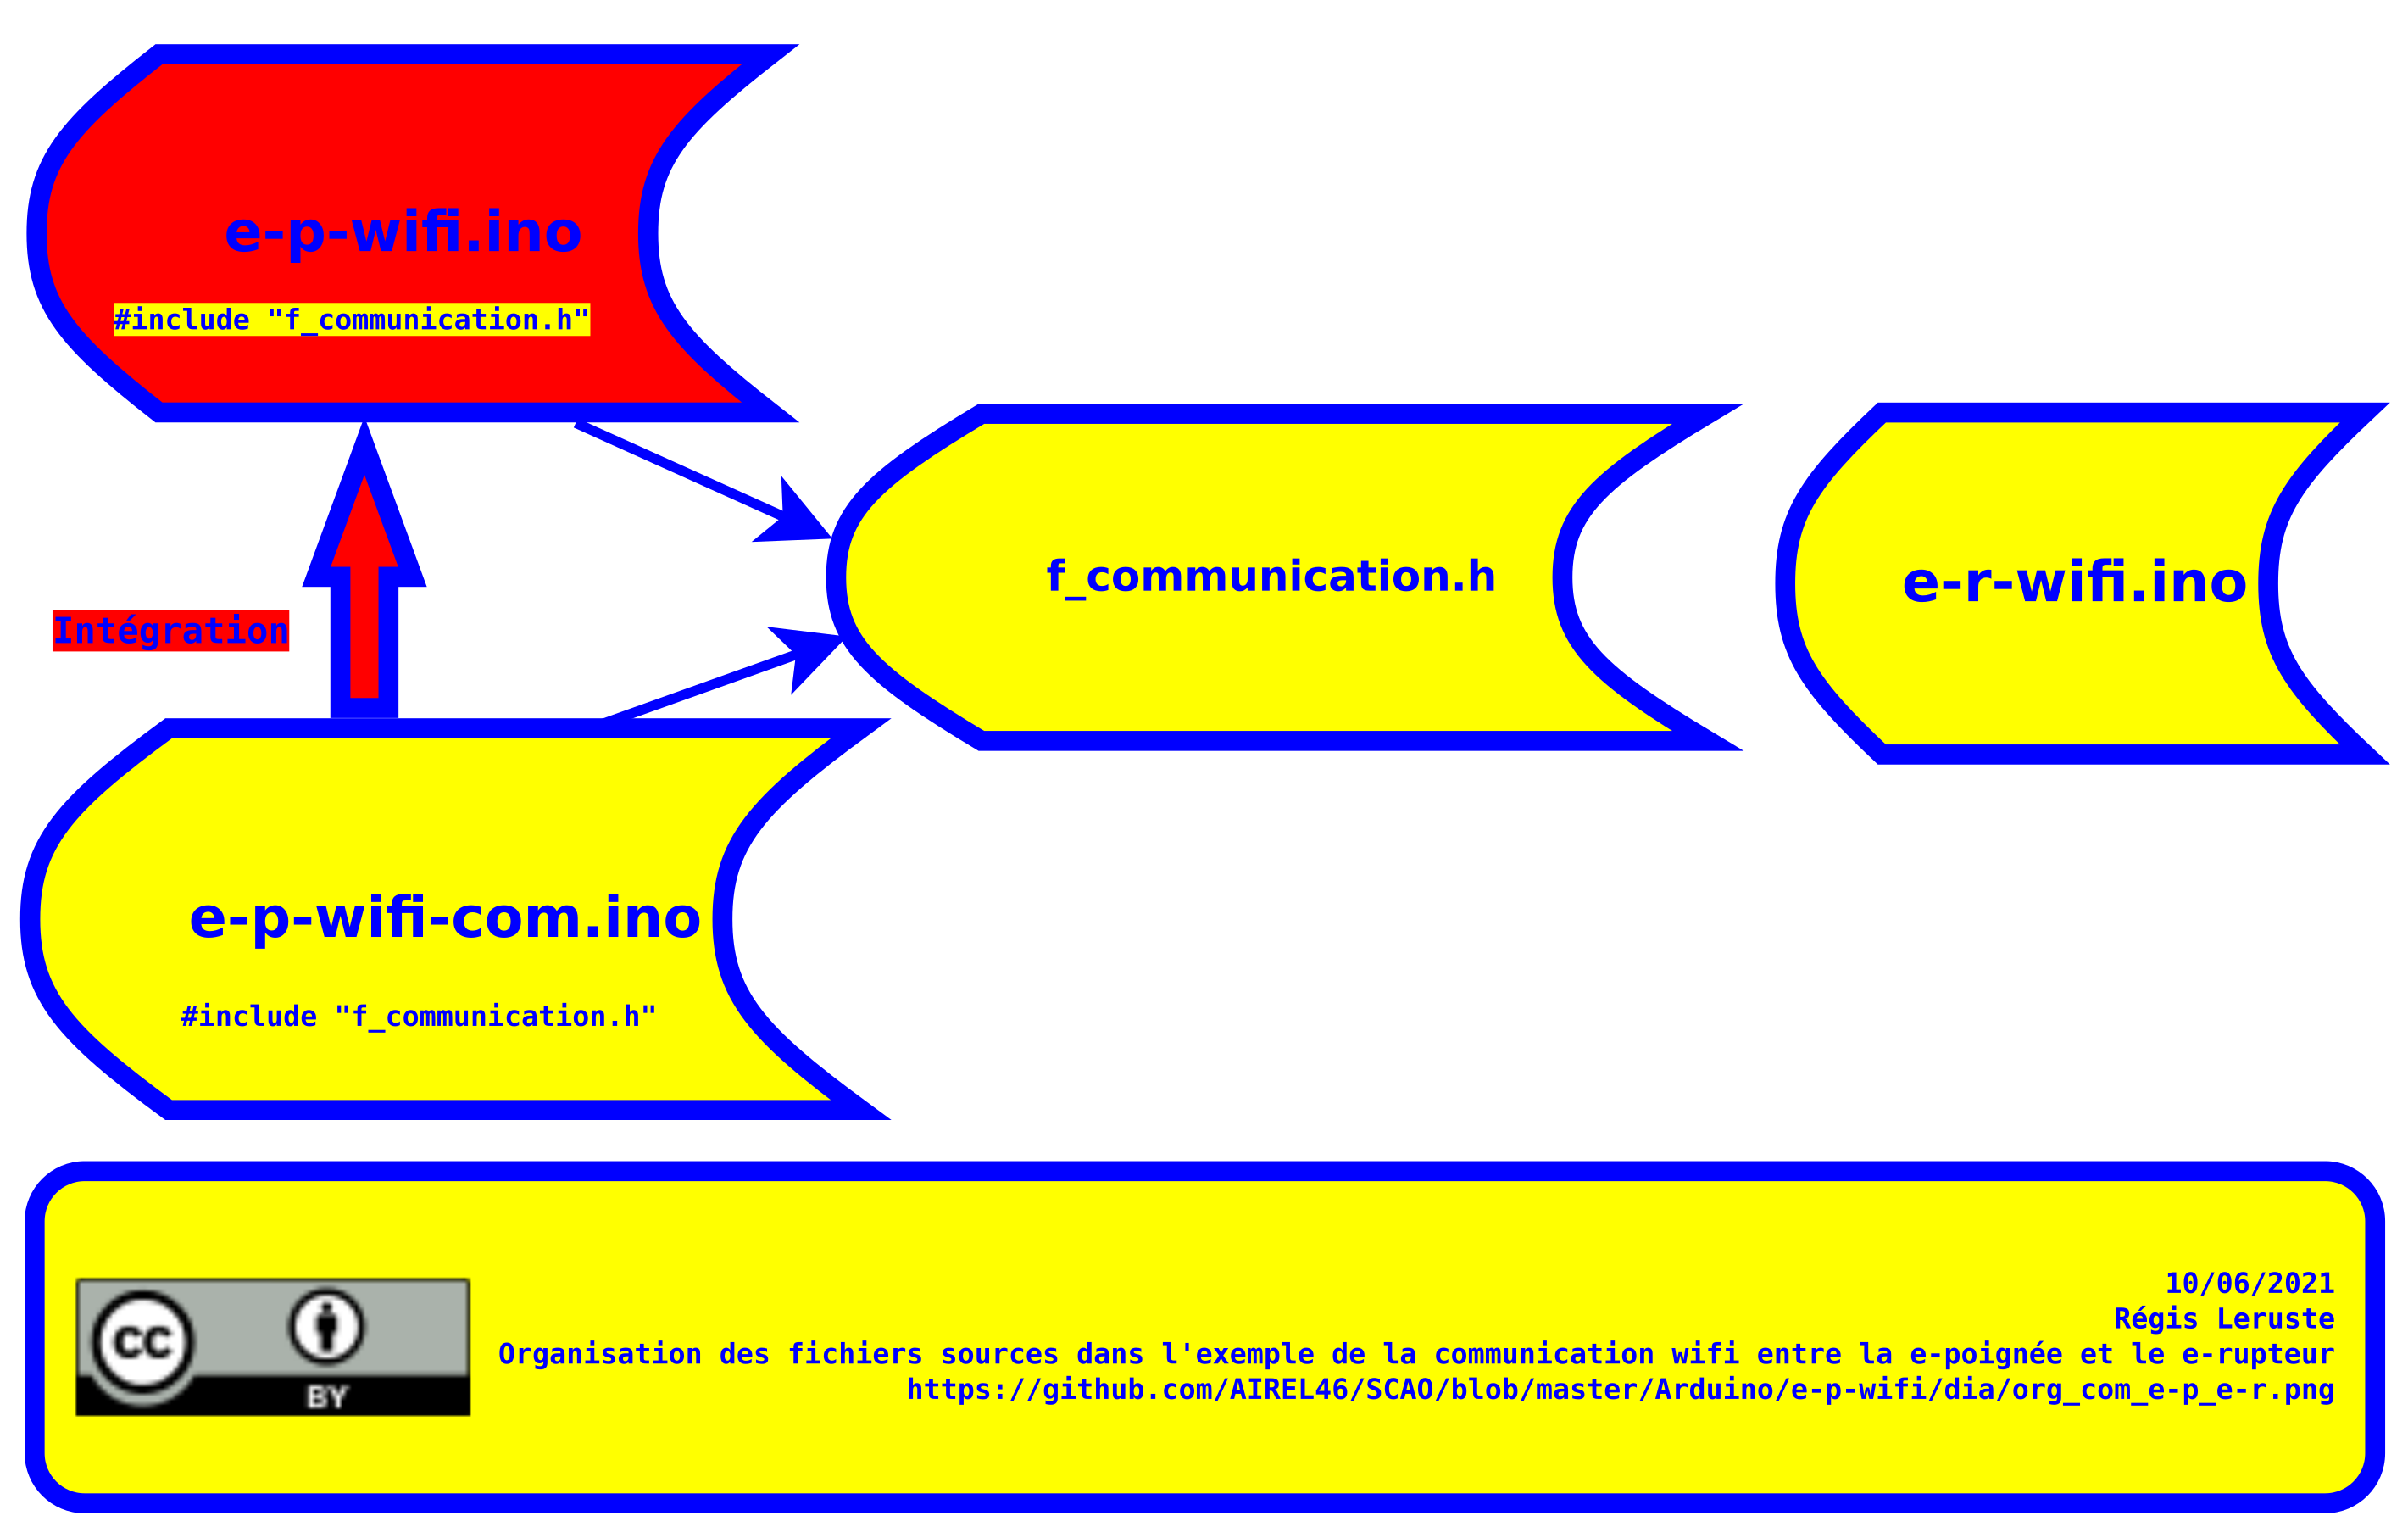 e-p-wifi.ino
#include "f_communication.h"
f_communication.h
e-r-wifi.ino
Intégration
e-p-wifi-com.ino
#include "f_communication.h"
CC
BY
10/06/2021
Régis Leruste
Organisation des fichiers sources dans l'exemple de la communication wifi entre la e-poignée et le e-rupteur
https://github.com/AIREL46/SCAO/blob/master/Arduino/e-p-wifi/dia/org_com_e-p_e-r.png